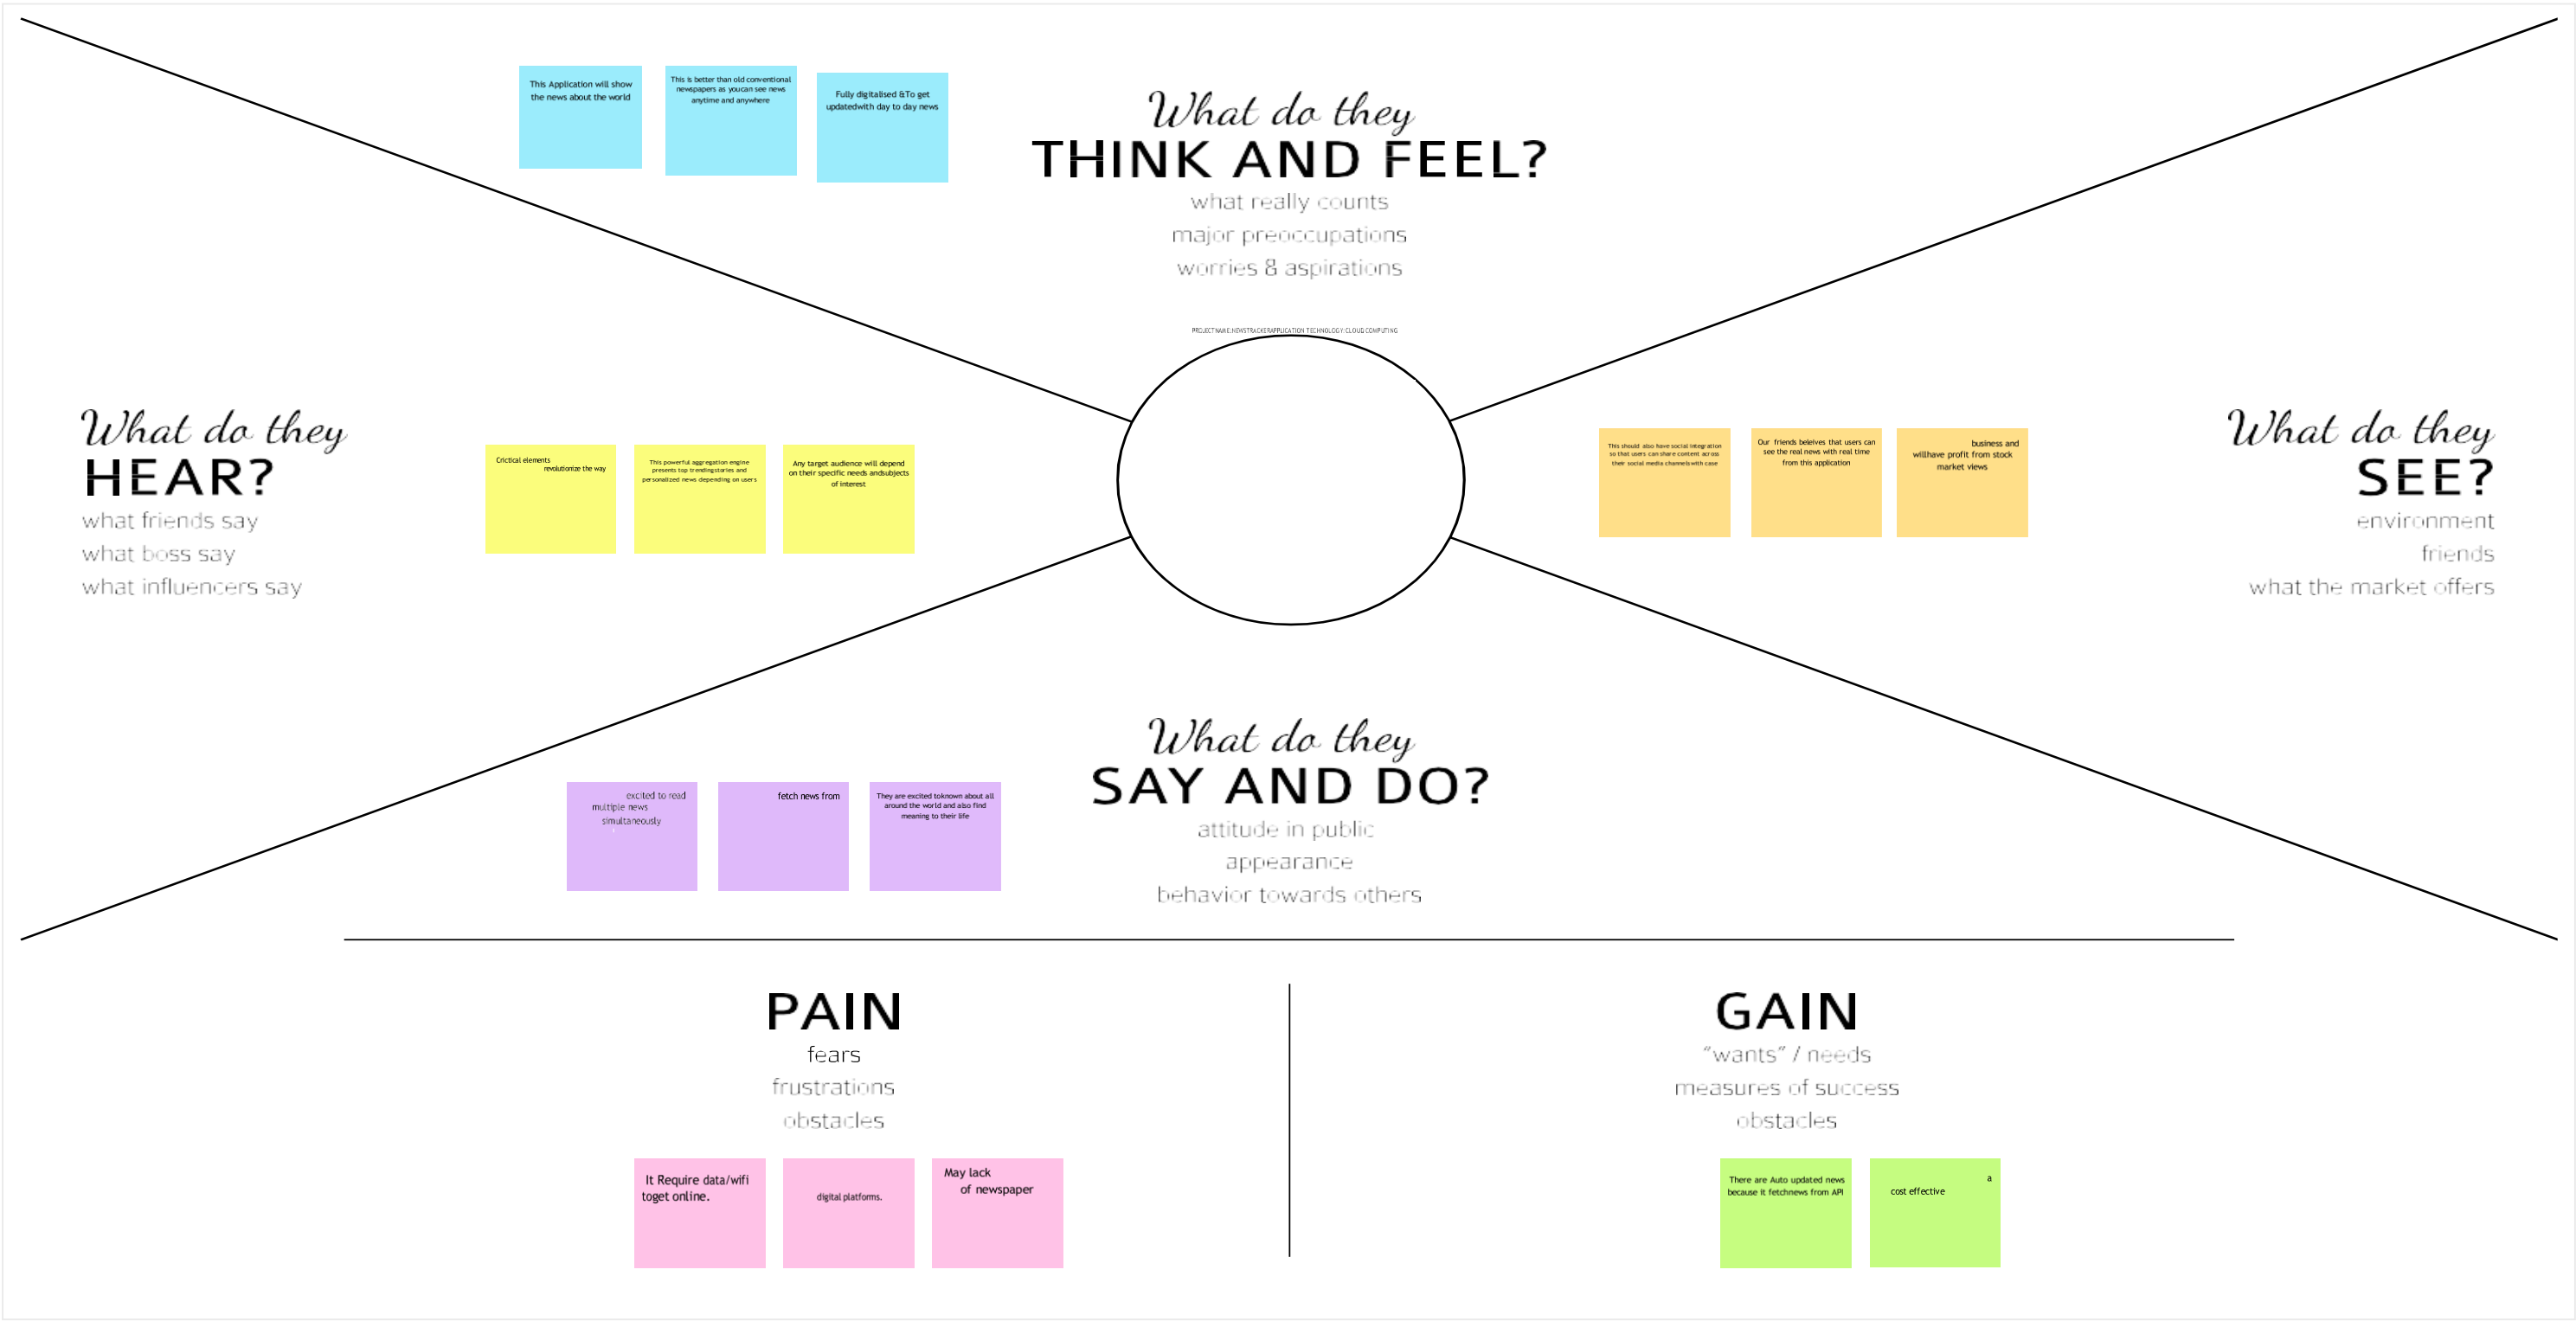 This Application will show
the news about the world
This is better than old conventional
newspapers as youcan see news
anytime and anywhere
Fully digitalised &To get
updatedwith day to day news
What do they
THINK AND FEEL?
what really counts
major preoccupations
worries & aspirations
PROJECTNAME:NEWSTRACKERAPPLICATION TECHNOLOGY: CLOUD COMPUTING
What do they
HEAR?
what friends say
what boss say
what influencers say
Crictical elements
revolutionize the way
This powerful aggregation engine
presents top trendingstories and
personalized news depending on users
Any target audience will depend
on their specific needs andsubjects
of interest
This should also have social integration
so that users can share content across
their social media channelswith case
Our friends beleives that users can
see the real news with real time
from this application
business and
willhave profit from stock
market views
What do they
SEE?
environment
friends
what the market offers
excited to read
multiple news
simultaneously
fetch news from
They are excited toknown about all
around the world and also find
meaning to their life
What do they
SAY AND DO?
attitude in public
appearance
behavior towards others
PAIN
fears
frustrations
obstacles
It Require data/wifi
toget online.
digital platforms.
May lack
of newspaper
GAIN
“wants” / needs
measures of success
obstacles
There are Auto updated news
because it fetchnews from API
a
cost effective